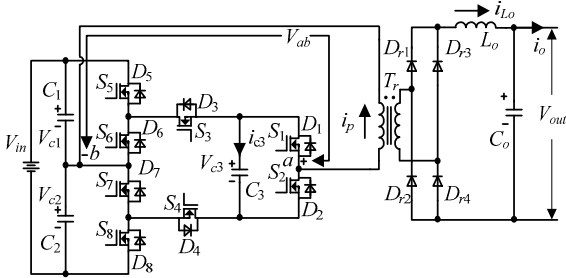 i_Lo
V_ab
D_r1
L_o
i_o
D_r3
D_5
S_5
D_3
T_r
C_1
+
-
V_c1
S_3
D_6
S_6
i_c3
S_1
D_1
i_p
V_in
-
b
V_c3
+
-
a
+
C_o
+
-
V_out
D_7
S_7
S_4
C_3
S_2
D_r2
D_r4
V_c2
+
-
C_2
D_2
S_8
D_4
D_8